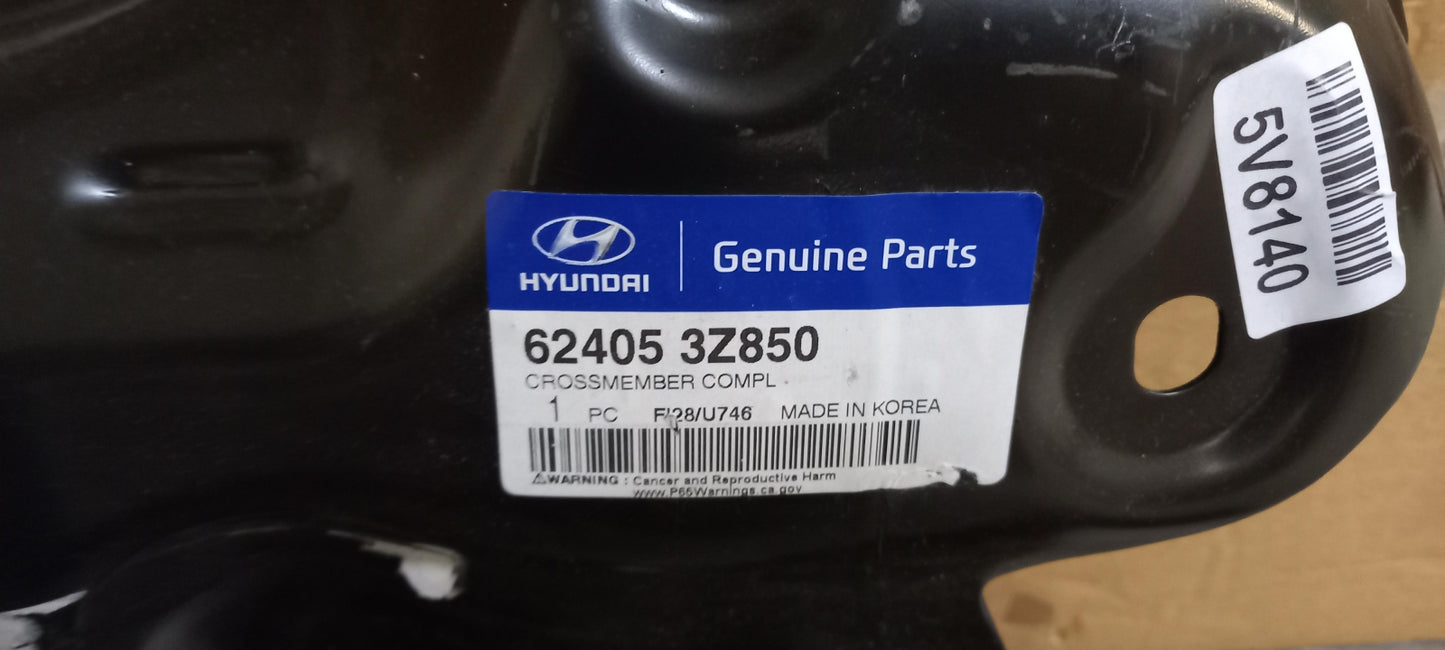 HYUNDAI
Genuine Parts
62405 3Z850
CROSSMEMBER COMPL
1 PC /U746 MADE IN KOREA
WARNING : Cancer and Reproductive Harm
www.P65Warnings.ca.gov
5V8140